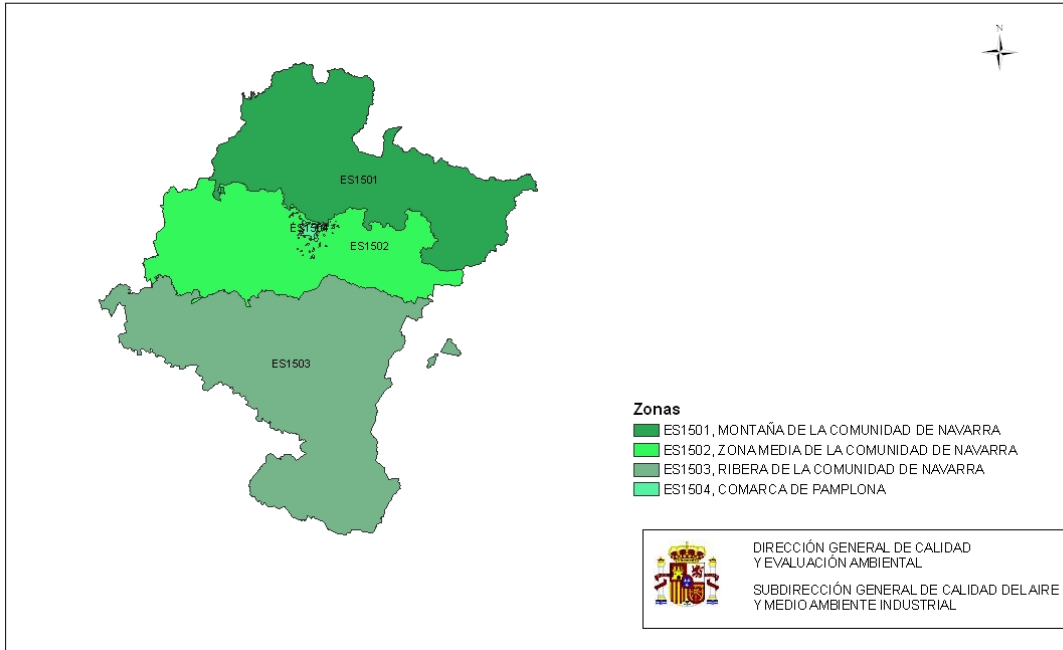 N
ES1501
ES1504
ES1502
ES1503
Zonas
ES1501, MONTAÑA DE LA COMUNIDAD DE NAVARRA
ES1502, ZONA MEDIA DE LA COMUNIDAD DE NAVARRA
ES1503, RIBERA DE LA COMUNIDAD DE NAVARRA
ES1504, COMARCA DE PAMPLONA
DIRECCIÓN GENERAL DE CALIDAD
Y EVALUACIÓN AMBIENTAL
SUBDIRECCIÓN GENERAL DE CALIDAD DEL AIRE
Y MEDIO AMBIENTE INDUSTRIAL